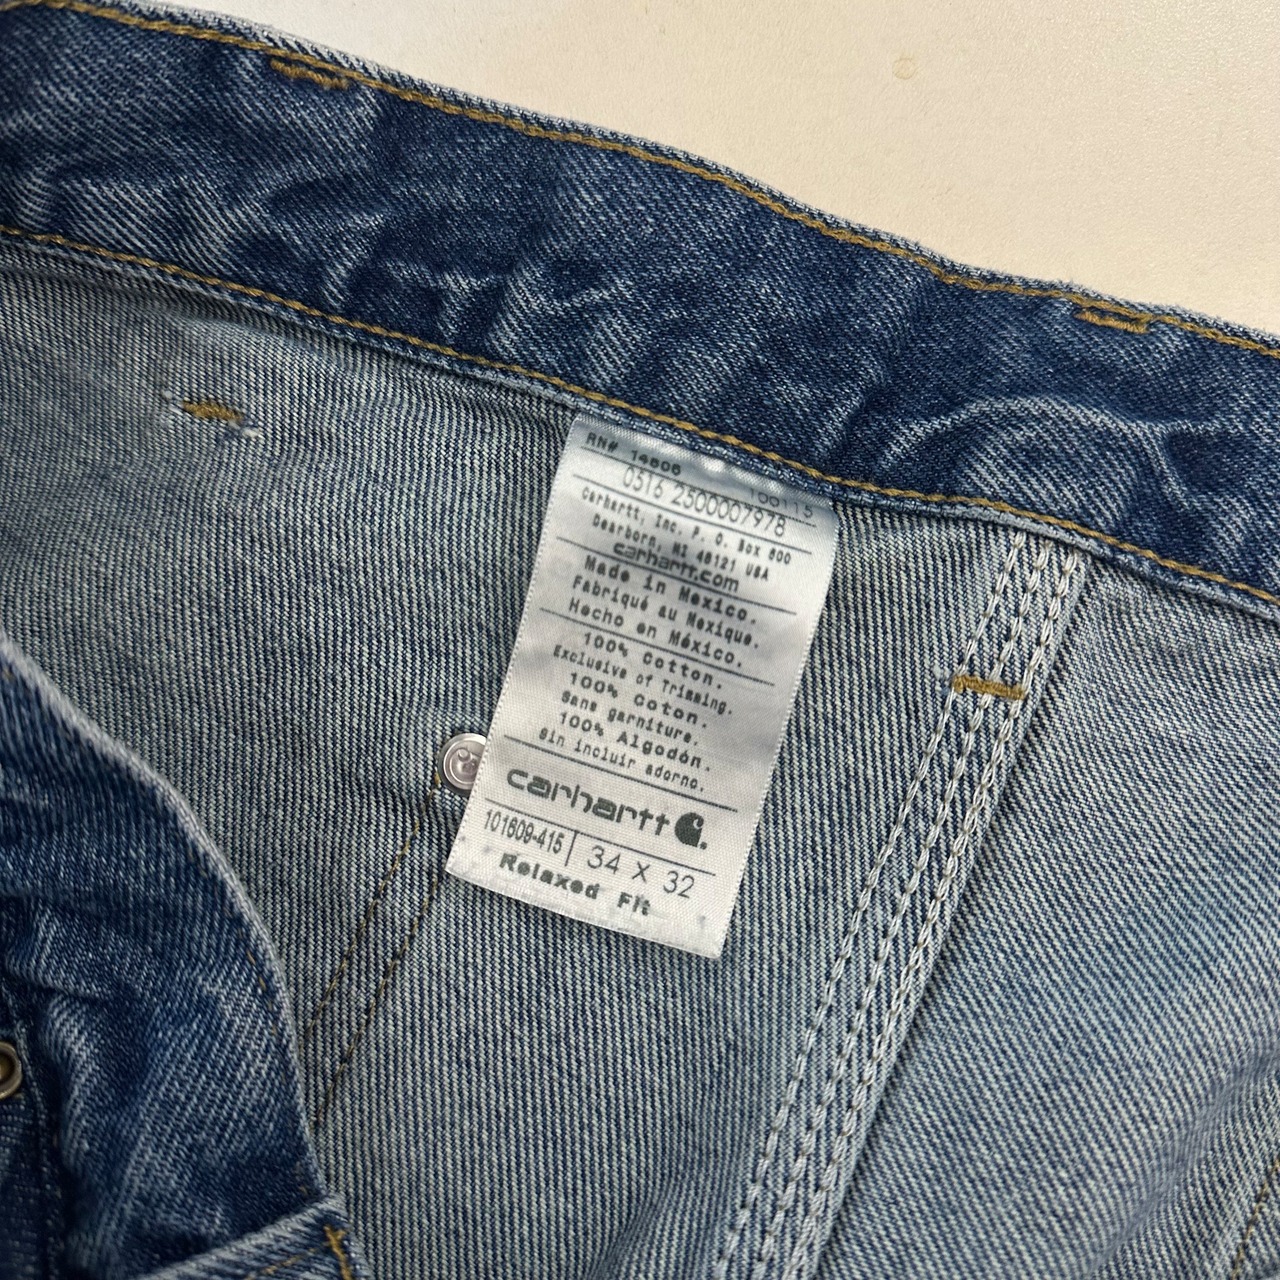 RN# 14806
100115
0516 2500007978
Carhartt, Inc. P. O. Box 600
Dearborn, MI 48121 USA
carhartt.com
Made in Mexico.
Fabriqué au Mexique.
Hecho en México.
100% Cotton.
Exclusive of Trimming.
100% Coton.
Sans garniture.
100% Algodón.
Sin incluir adorno.
carhartt
101609-415 34 X 32
Relaxed Fit